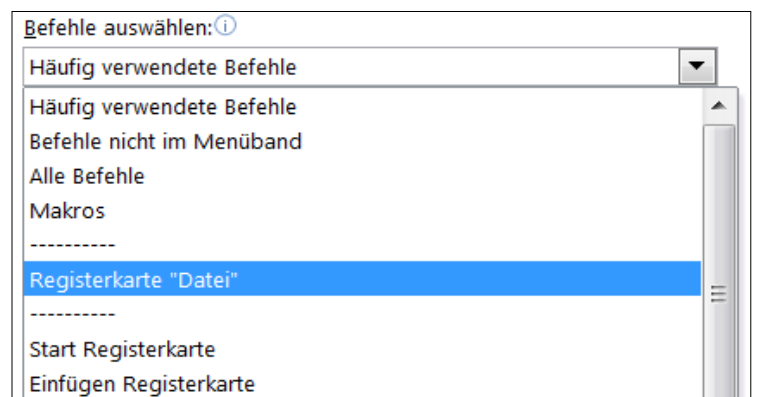 Befehle auswählen:
Häufig verwendete Befehle
Häufig verwendete Befehle
Befehle nicht im Menüband
Alle Befehle
Makros
----------
Registerkarte "Datei"
----------
Start Registerkarte
Einfügen Registerkarte